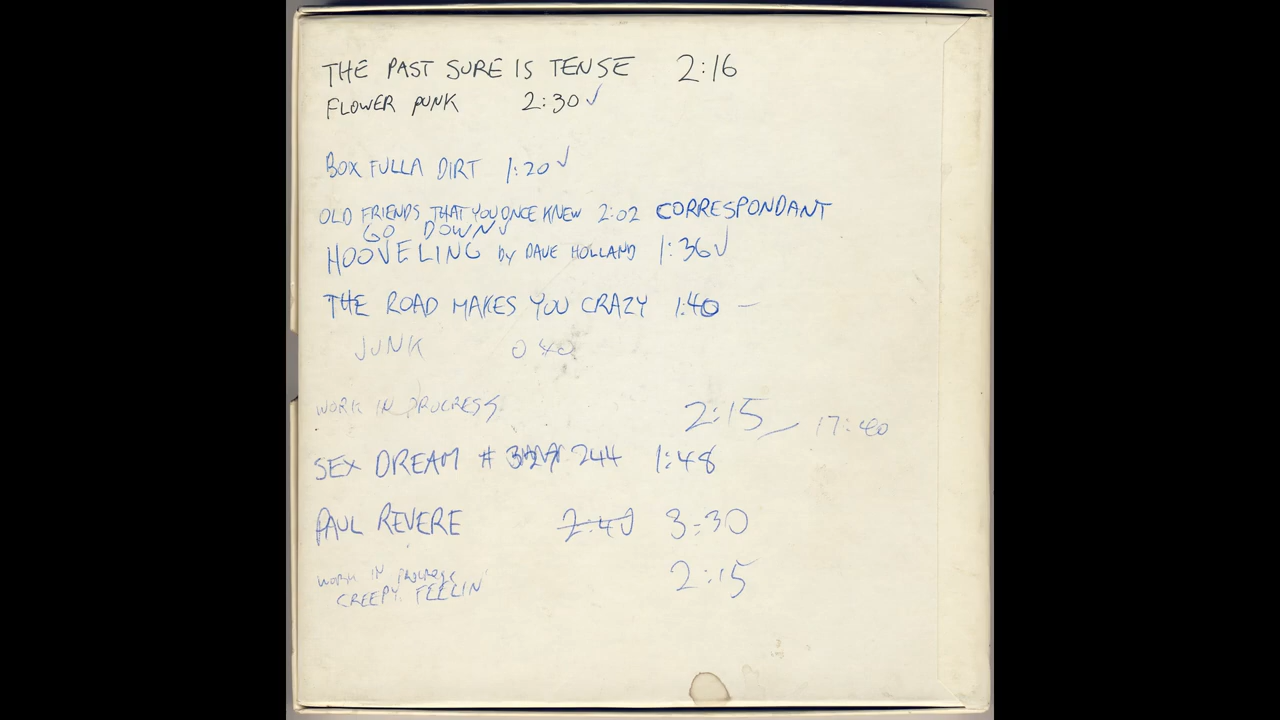 THE PAST SURE IS TENSE 2:16
FLOWER PUNK 2:30 ✓
BOX FULLA DIRT 1:20 ✓
OLD FRIENDS THAT YOU ONCE KNEW 2:02 CORRESPONDANT
GO DOWN ✓
HOOVELING by DAVE HOLLAND 1:36 ✓
THE ROAD MAKES YOU CRAZY 1:40 —
JUNK 0 40
WORK IN PROGRESS 2:15 17:40
SEX DREAM # 244 1:48
PAUL REVERE 2:40 3:30
WORK IN PROGRESS 2:15
CREEPY FEELIN'